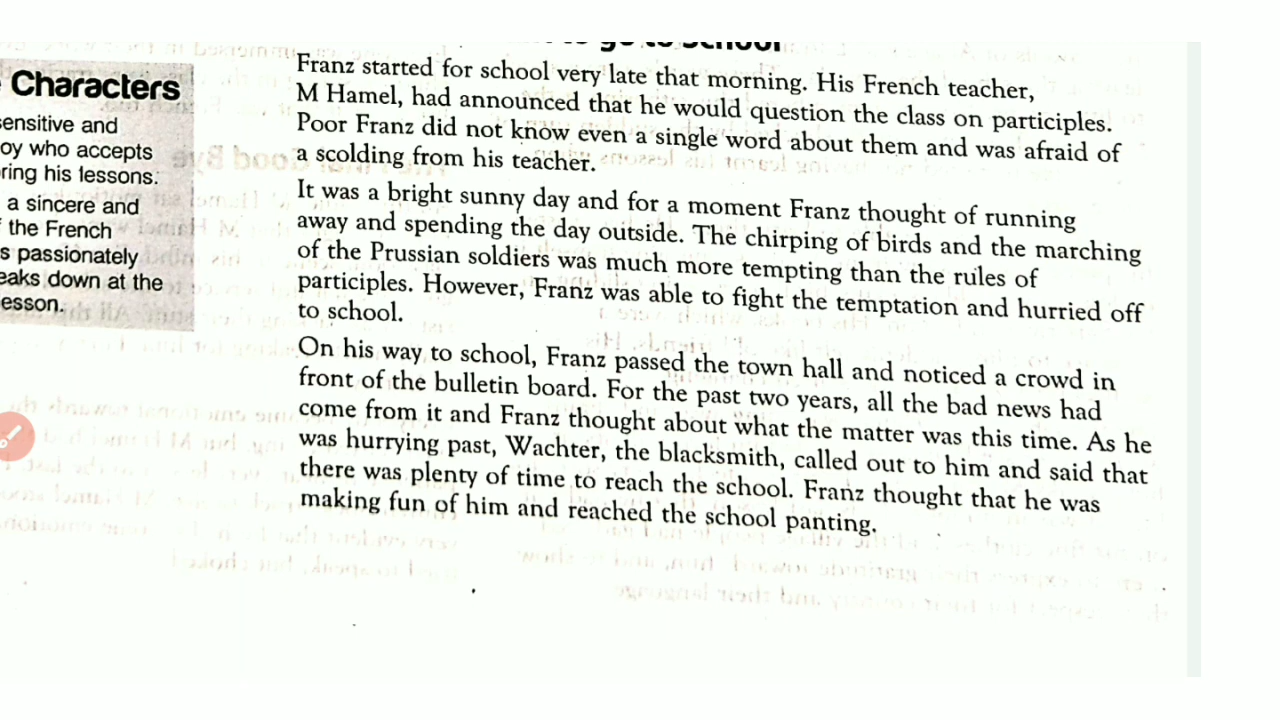 to go to School
Characters
sensitive and
oy who accepts
ring his lessons.
a sincere and
the French
s passionately
eaks down at the
esson.
Franz started for school very late that morning. His French teacher,
M Hamel, had announced that he would question the class on participles.
Poor Franz did not know even a single word about them and was afraid of
a scolding from his teacher.
It was a bright sunny day and for a moment Franz thought of running
away and spending the day outside. The chirping of birds and the marching
of the Prussian soldiers was much more tempting than the rules of
participles. However, Franz was able to fight the temptation and hurried off
to school.
On his way to school, Franz passed the town hall and noticed a crowd in
front of the bulletin board. For the past two years, all the bad news had
come from it and Franz thought about what the matter was this time. As he
was hurrying past, Wachter, the blacksmith, called out to him and said that
there was plenty of time to reach the school. Franz thought that he was
making fun of him and reached the school panting.